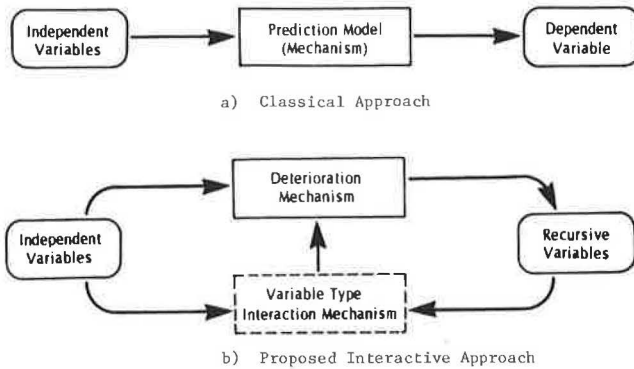 Independent
Variables
Prediction Model
(Mechanism)
Dependent
Variable
a) Classical Approach
Deterioration
Mechanism
Independent
Variables
Recursive
Variables
Variable Type
Interaction Mechanism
b) Proposed Interactive Approach